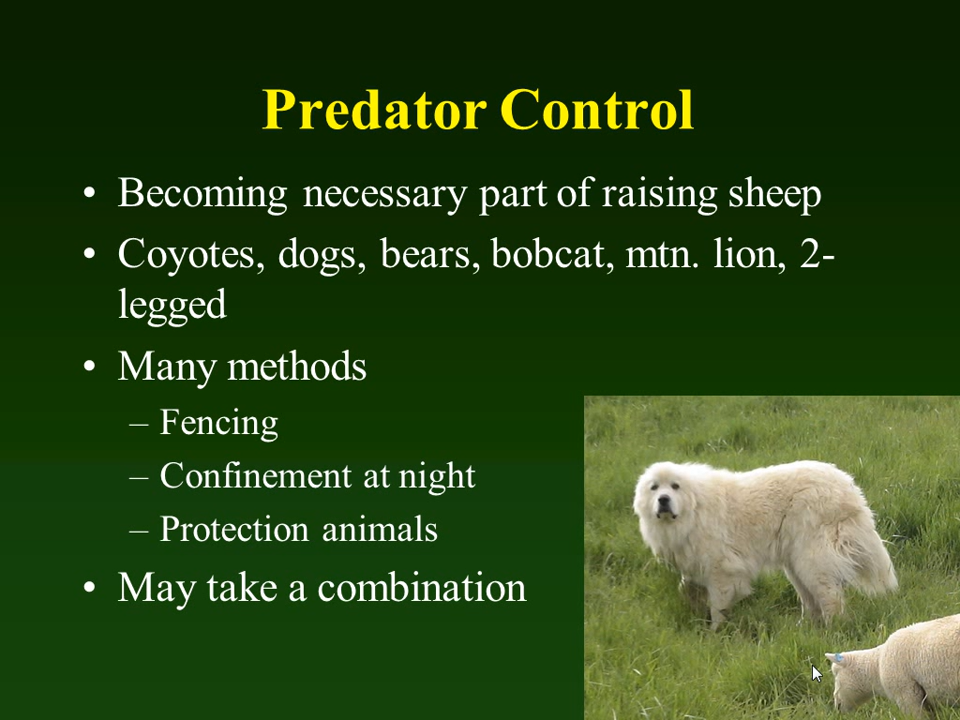 Predator Control
• Becoming necessary part of raising sheep
• Coyotes, dogs, bears, bobcat, mtn. lion, 2-
legged
• Many methods
– Fencing
– Confinement at night
– Protection animals
• May take a combination